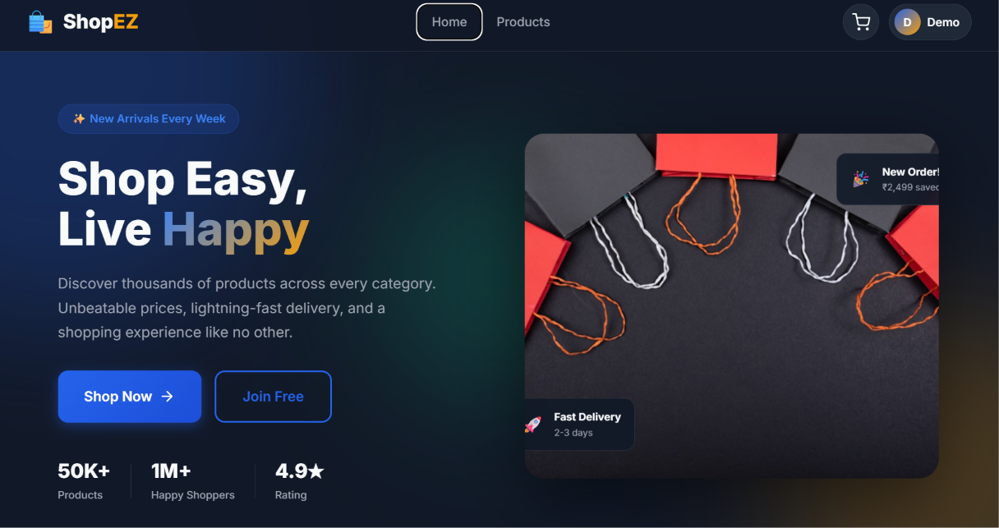 ShopEZ
Home
Products
D
Demo
✨ New Arrivals Every Week
Shop Easy,
Live Happy
Discover thousands of products across every category.
Unbeatable prices, lightning-fast delivery, and a
shopping experience like no other.
Shop Now →
Join Free
50K+
Products
1M+
Happy Shoppers
4.9★
Rating
New Order!
₹2,499 saved
Fast Delivery
2-3 days